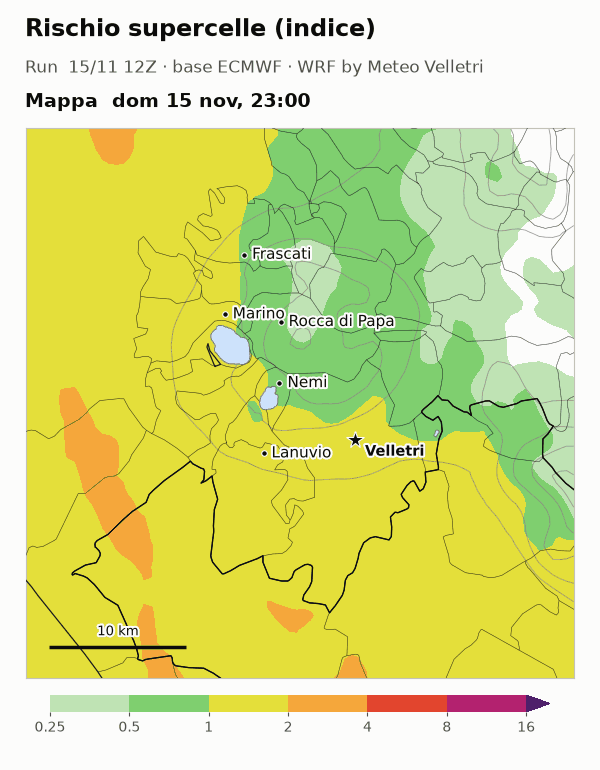 Rischio supercelle (indice)
Run  15/11 12Z · base ECMWF · WRF by Meteo Velletri
Mappa  dom 15 nov, 23:00
Frascati
Marino
Rocca di Papa
Nemi
Velletri
Lanuvio
10 km
0.25 0.5 1 2 4 8 16